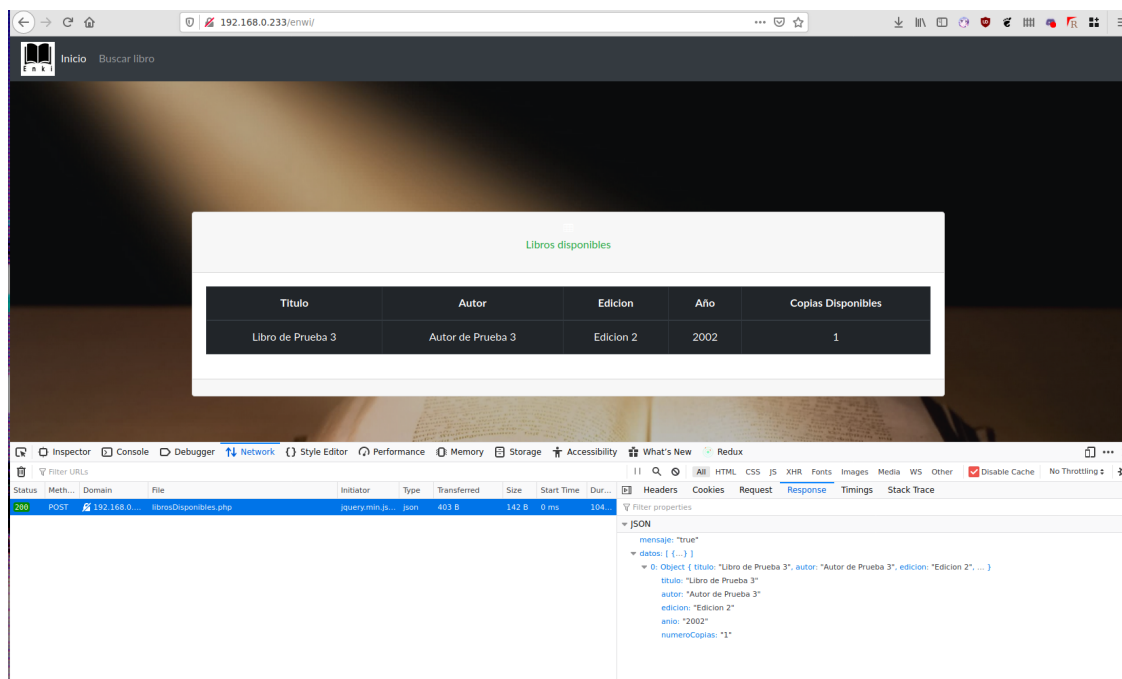 192.168.0.233/enwi/
Enki Inicio Buscar libro
Libros disponibles
Titulo Autor Edicion Año Copias Disponibles
Libro de Prueba 3 Autor de Prueba 3 Edicion 2 2002 1
Inspector Console Debugger Network Style Editor Performance Memory Storage Accessibility What's New Redux
Filter URLs All HTML CSS JS XHR Fonts Images Media WS Other Disable Cache No Throttling
Status Meth... Domain File Initiator Type Transferred Size Start Time Dur... Headers Cookies Request Response Timings Stack Trace
200 POST 192.168.0.... librosDisponibles.php jquery.min.js... json 403 B 142 B 0 ms 104...
Filter properties
JSON
mensaje: "true"
datos: [ {...} ]
0: Object { titulo: "Libro de Prueba 3", autor: "Autor de Prueba 3", edicion: "Edicion 2", ... }
titulo: "Libro de Prueba 3"
autor: "Autor de Prueba 3"
edicion: "Edicion 2"
anio: "2002"
numeroCopias: "1"